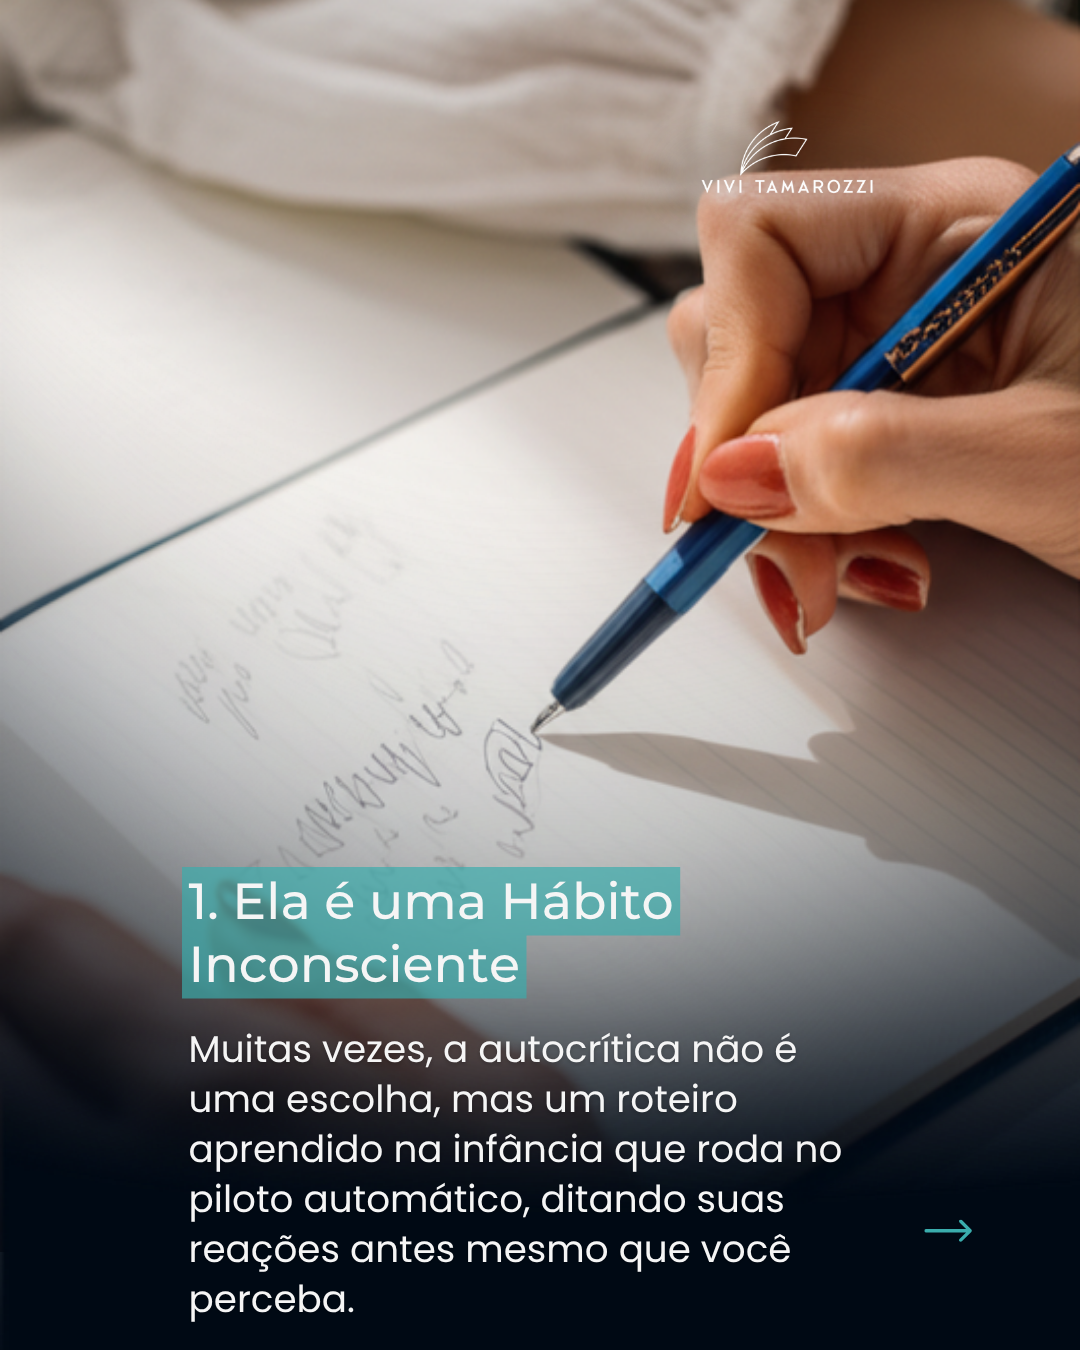 VIVI TAMAROZZI
1. Ela é uma Hábito
Inconsciente
Muitas vezes, a autocrítica não é
uma escolha, mas um roteiro
aprendido na infância que roda no
piloto automático, ditando suas
reações antes mesmo que você
perceba.